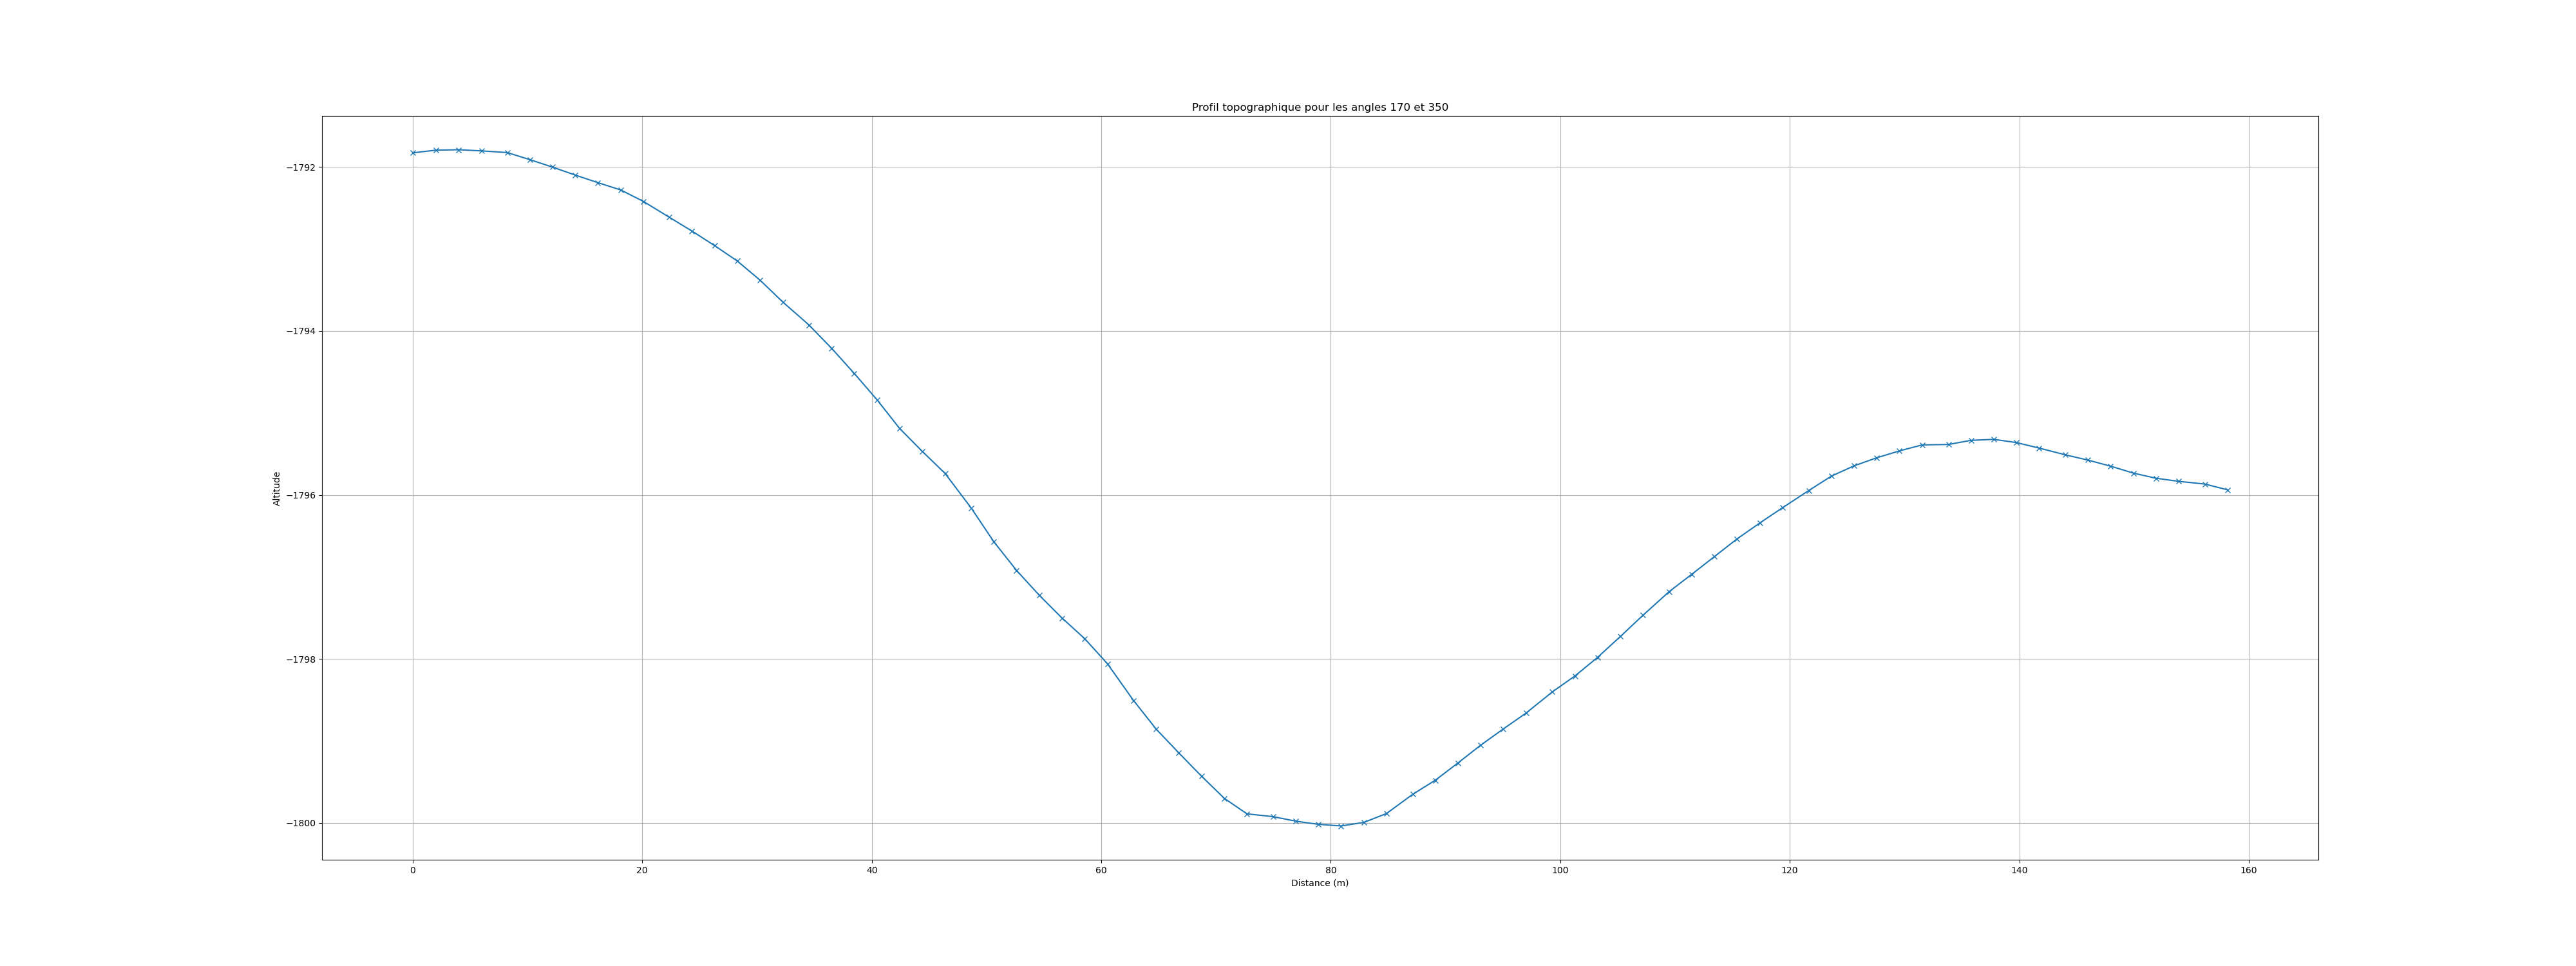 Profil topographique pour les angles 170 et 350
Altitude
−1792
−1794
−1796
−1798
−1800
0 20 40 60 80 100 120 140 160
Distance (m)